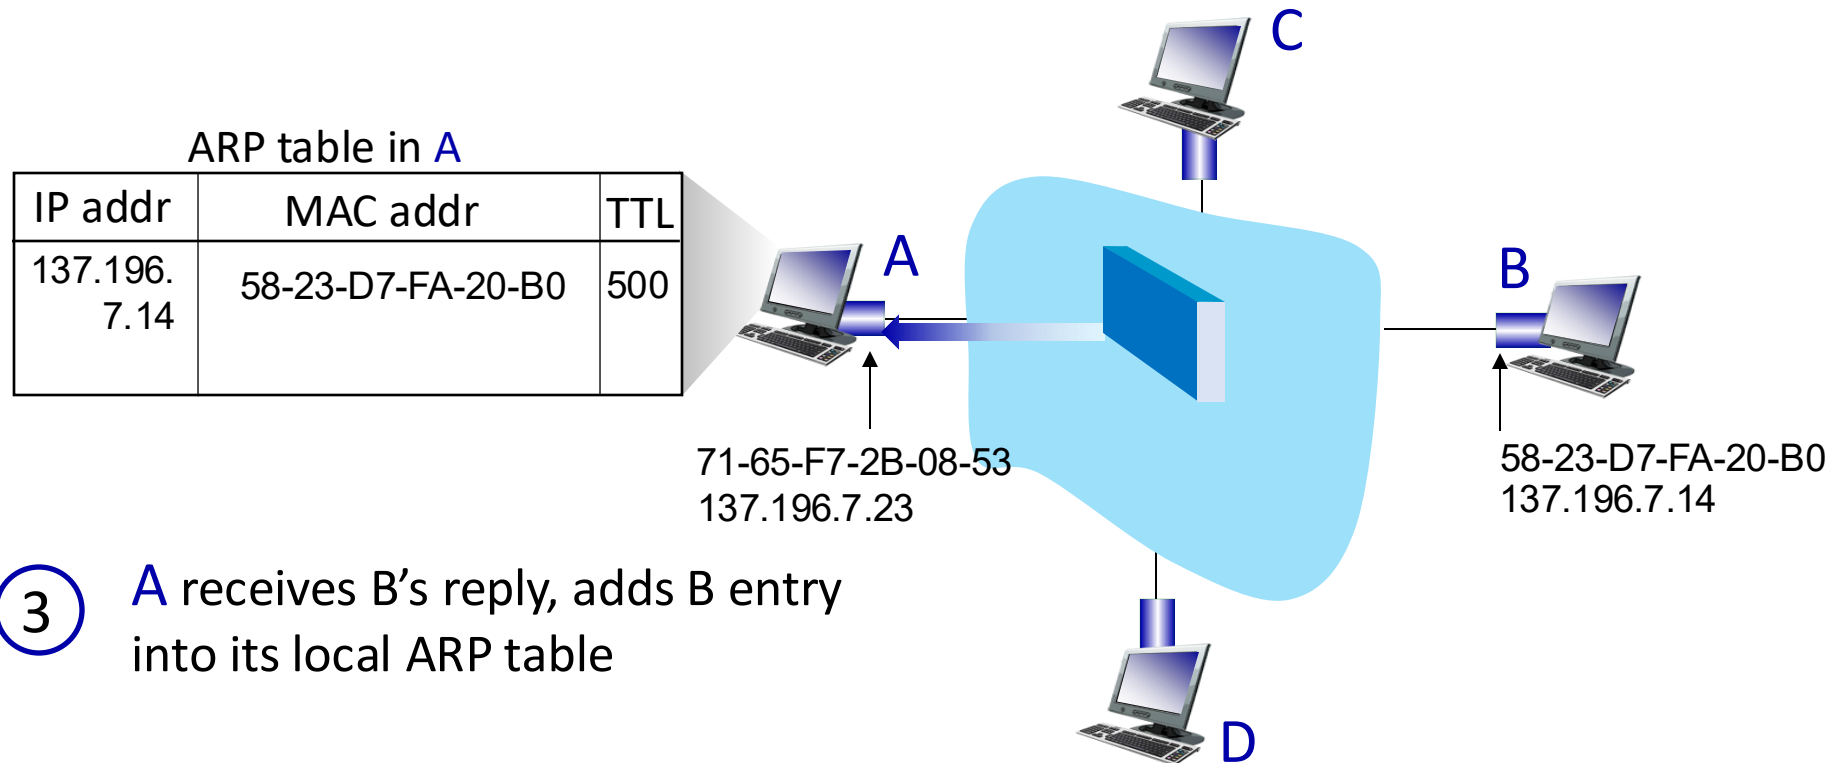 C
ARP table in A
IP addr MAC addr TTL
137.196.
7.14
58-23-D7-FA-20-B0 500
A
B
71-65-F7-2B-08-53
137.196.7.23
58-23-D7-FA-20-B0
137.196.7.14
3
A receives B’s reply, adds B entry
into its local ARP table
D